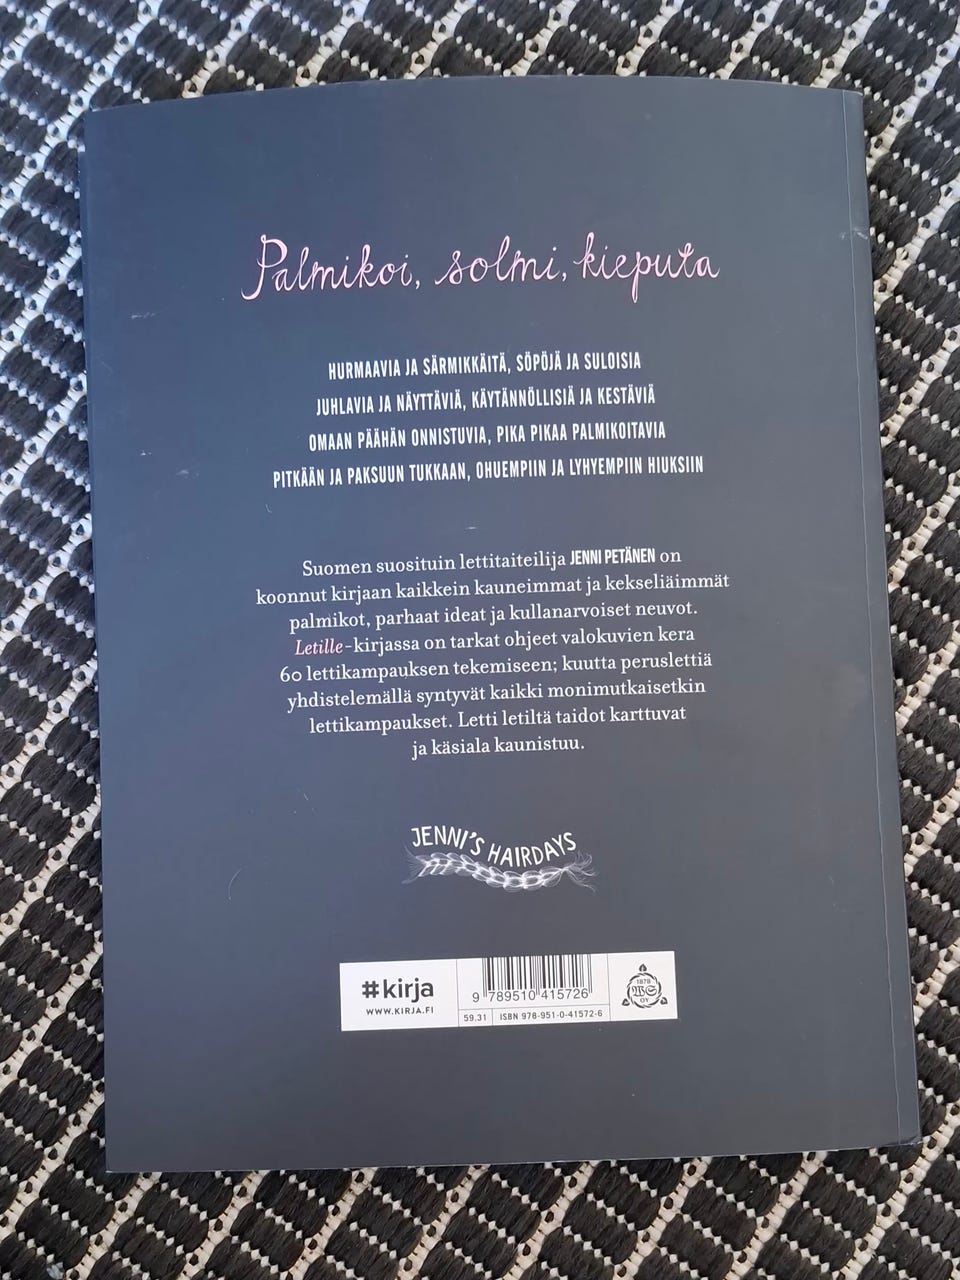 Palmikoi, solmi, kieputa
HURMAAVIA JA SÄRMIKKÄITÄ, SÖPÖJÄ JA SULOISIA
JUHLAVIA JA NÄYTTÄVIÄ, KÄYTÄNNÖLLISIÄ JA KESTÄVIÄ
OMAAN PÄÄHÄN ONNISTUVIA, PIKA PIKAA PALMIKOITAVIA
PITKÄÄN JA PAKSUUN TUKKAAN, OHUEMPIIN JA LYHYEMPIIN HIUKSIIN
Suomen suosituin lettitaiteilija JENNI PETÄNEN on
koonnut kirjaan kaikkein kauneimmat ja kekseliäimmät
palmikot, parhaat ideat ja kullanarvoiset neuvot.
Letille-kirjassa on tarkat ohjeet valokuvien kera
60 lettikampauksen tekemiseen; kuutta peruslettiä
yhdistelemällä syntyvät kaikki monimutkaisetkin
lettikampaukset. Letti letiltä taidot karttuvat
ja käsiala kaunistuu.
JENNI'S HAIRDAYS
#kirja
WWW.KIRJA.FI
9 789510 415726
59.31 ISBN 978-951-0-41572-6
1878
WS
OY